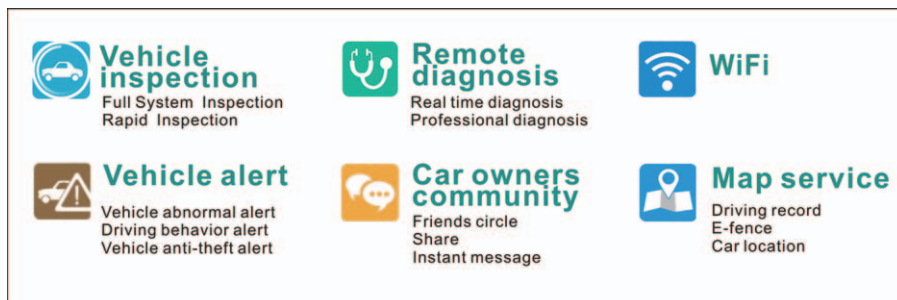 Vehicle
inspection
Full System Inspection
Rapid Inspection
Remote
diagnosis
Real time diagnosis
Professional diagnosis
WiFi
Vehicle alert
Vehicle abnormal alert
Driving behavior alert
Vehicle anti-theft alert
Car owners
community
Friends circle
Share
Instant message
Map service
Driving record
E-fence
Car location